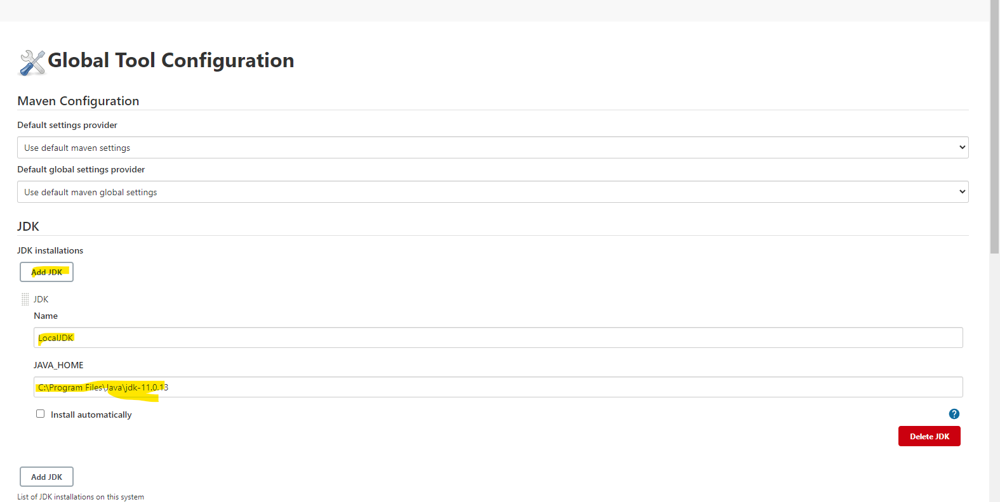 Global Tool Configuration
Maven Configuration
Default settings provider
Use default maven settings
Default global settings provider
Use default maven global settings
JDK
JDK installations
Add JDK
JDK
Name
LocalJDK
JAVA_HOME
C:\Program Files\Java\jdk-11.0.13
Install automatically
?
Delete JDK
Add JDK
List of JDK installations on this system